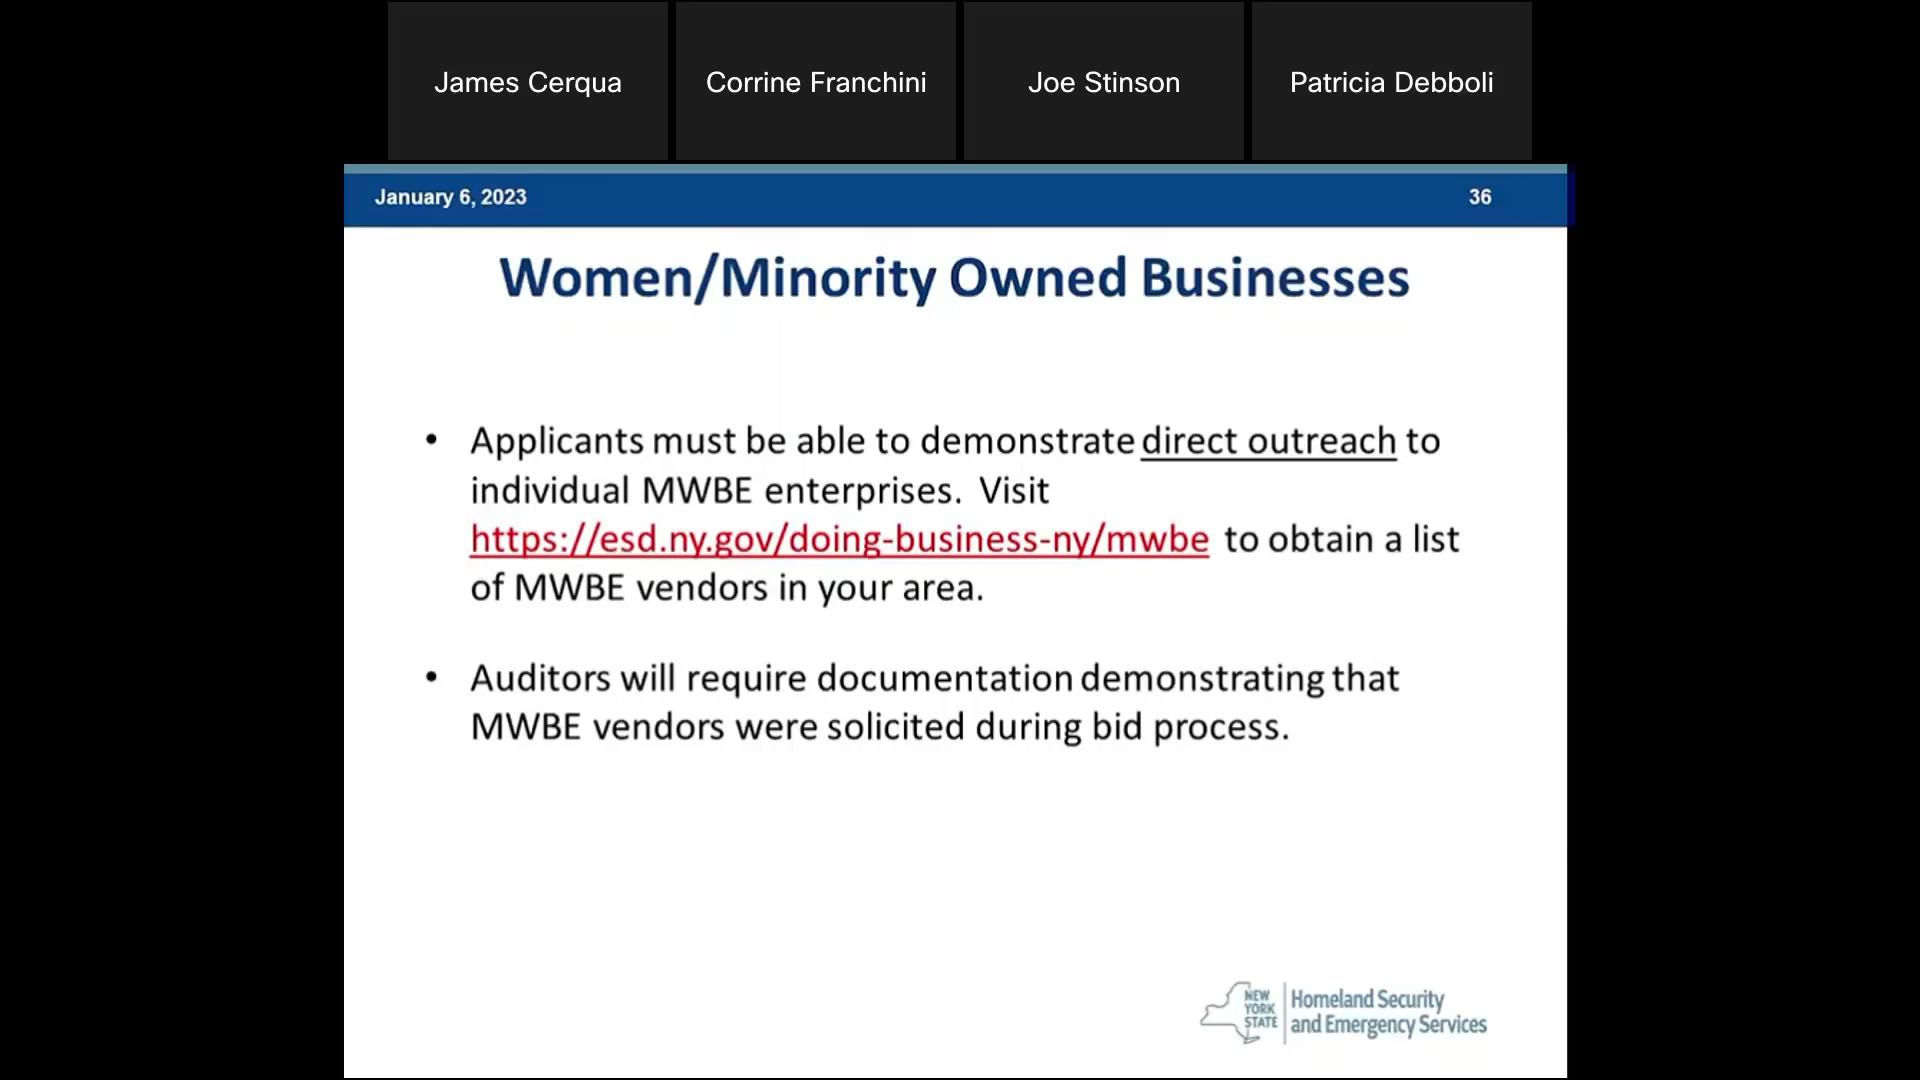 James Cerqua
Corrine Franchini
Joe Stinson
Patricia Debboli
January 6, 2023
36
Women/Minority Owned Businesses
• Applicants must be able to demonstrate direct outreach to
individual MWBE enterprises. Visit
https://esd.ny.gov/doing-business-ny/mwbe to obtain a list
of MWBE vendors in your area.
• Auditors will require documentation demonstrating that
MWBE vendors were solicited during bid process.
NEW
YORK
STATE
Homeland Security
and Emergency Services